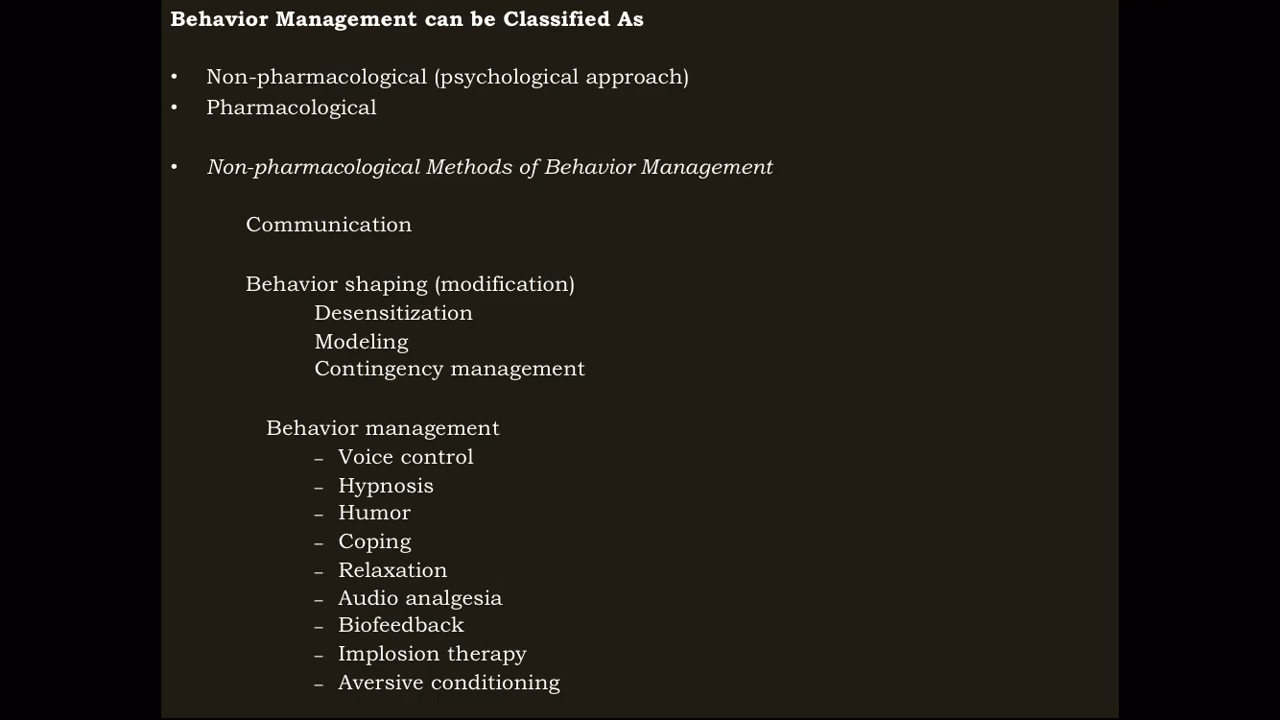 Behavior Management can be Classified As
• Non-pharmacological (psychological approach)
• Pharmacological
• Non-pharmacological Methods of Behavior Management
Communication
Behavior shaping (modification)
Desensitization
Modeling
Contingency management
Behavior management
– Voice control
– Hypnosis
– Humor
– Coping
– Relaxation
– Audio analgesia
– Biofeedback
– Implosion therapy
– Aversive conditioning